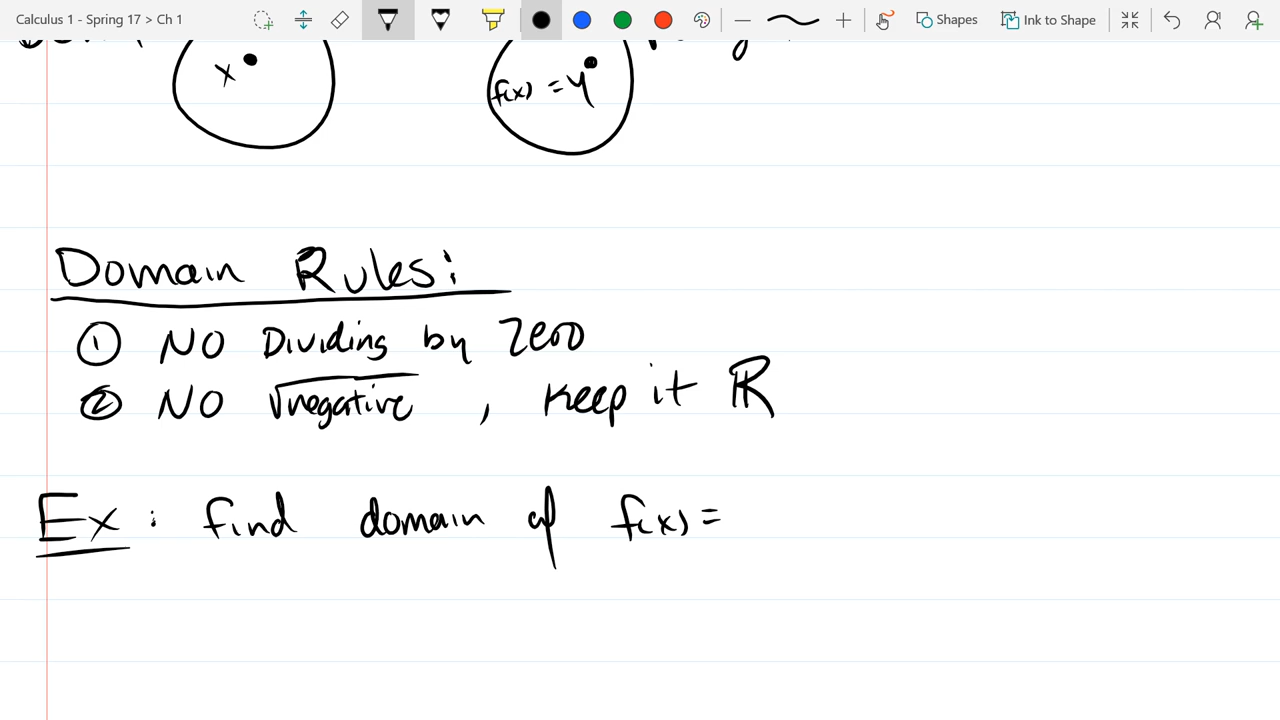 Calculus 1 - Spring 17 > Ch 1
Shapes
Ink to Shape
x
f(x) = y
Domain Rules:
① NO Dividing by zero
② NO √negative , Keep it ℝ
Ex: find domain of f(x) =